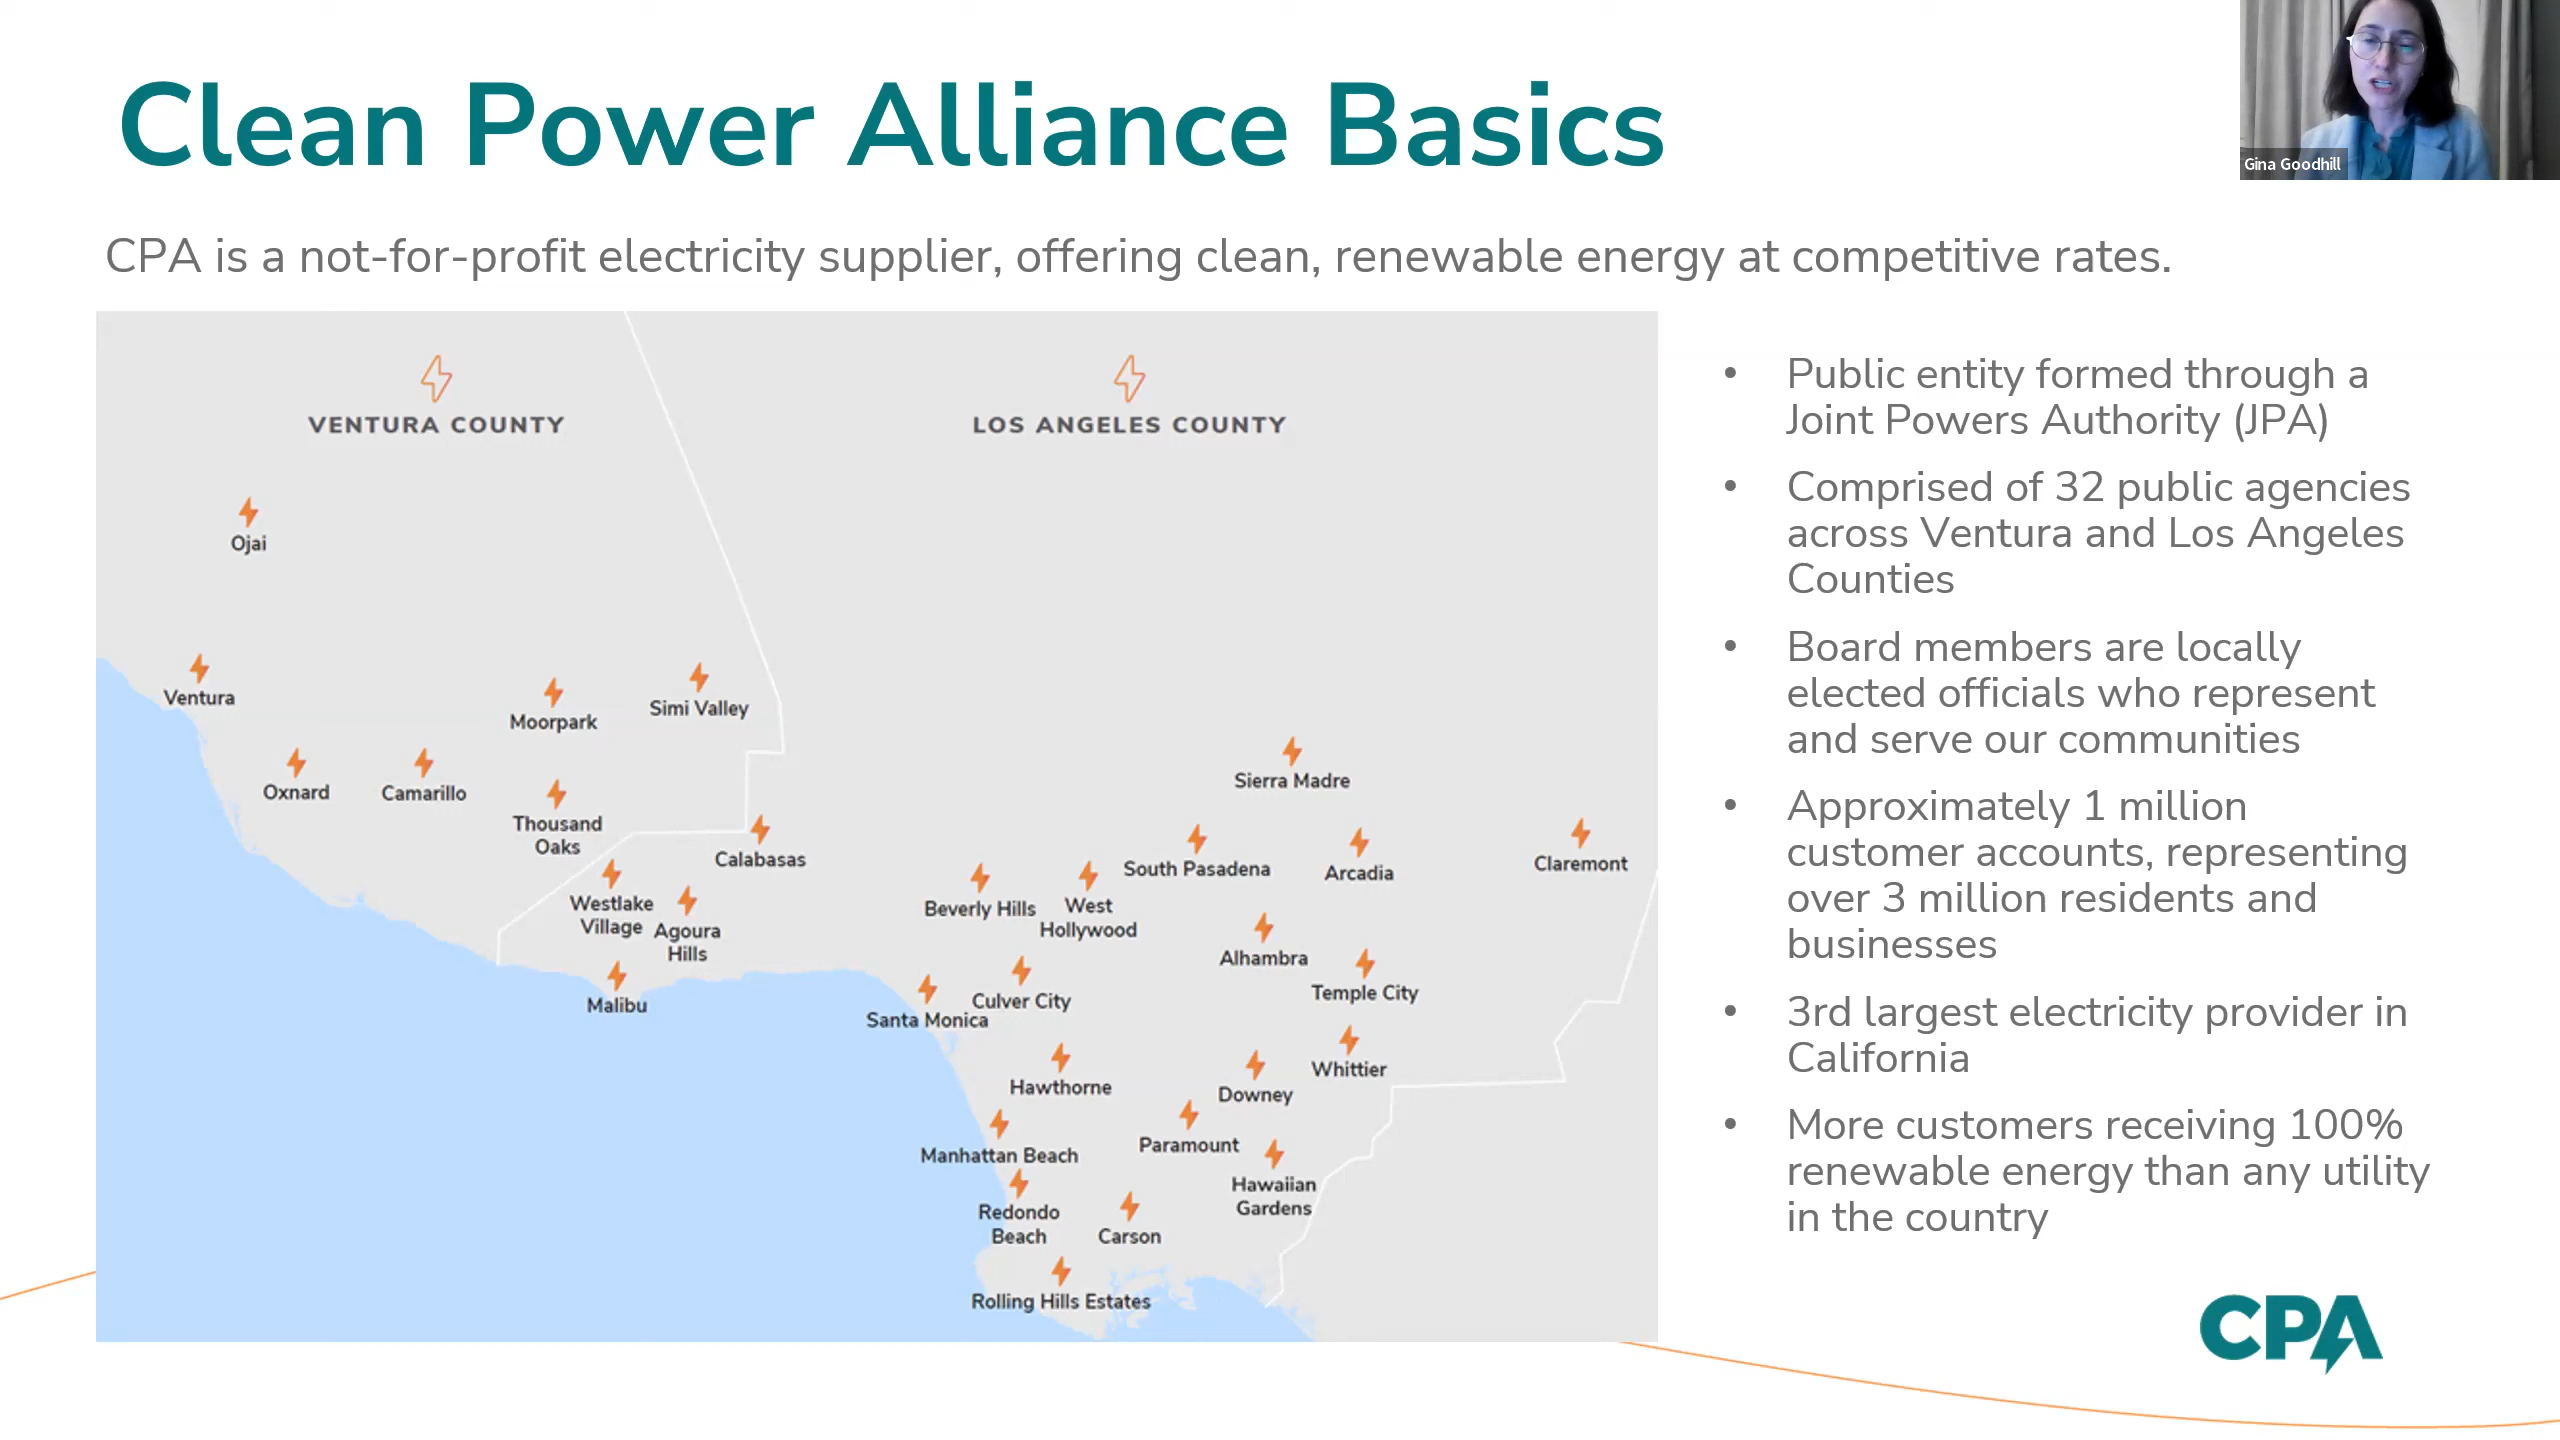 Clean Power Alliance Basics
Gina Goodhill
CPA is a not-for-profit electricity supplier, offering clean, renewable energy at competitive rates.
VENTURA COUNTY
LOS ANGELES COUNTY
Ojai
Ventura
Moorpark
Simi Valley
Oxnard
Camarillo
Thousand
Oaks
Calabasas
Westlake
Village
Agoura
Hills
Malibu
Sierra Madre
South Pasadena
Arcadia
Claremont
Beverly Hills
West
Hollywood
Alhambra
Temple City
Culver City
Santa Monica
Whittier
Hawthorne
Downey
Manhattan Beach
Paramount
Hawaiian
Gardens
Redondo
Beach
Carson
Rolling Hills Estates
• Public entity formed through a
Joint Powers Authority (JPA)
• Comprised of 32 public agencies
across Ventura and Los Angeles
Counties
• Board members are locally
elected officials who represent
and serve our communities
• Approximately 1 million
customer accounts, representing
over 3 million residents and
businesses
• 3rd largest electricity provider in
California
• More customers receiving 100%
renewable energy than any utility
in the country
CPA